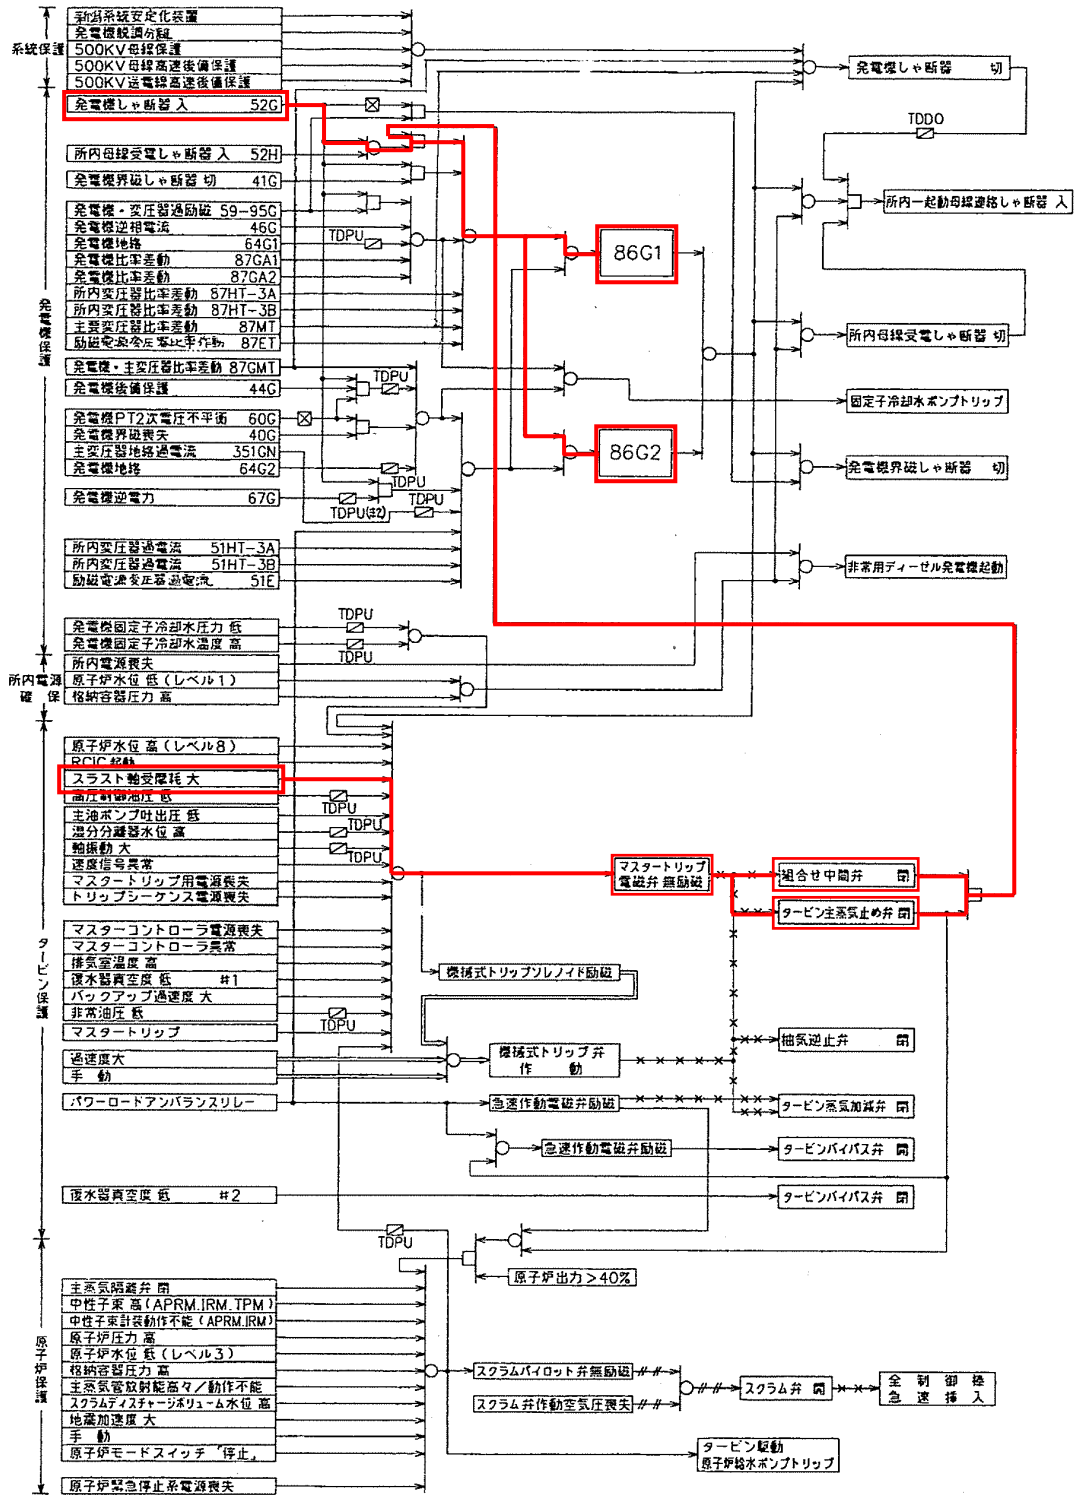 系統保護
新潟系統安定化装置
発電機脱調分離
500KV母線保護
500KV母線高速後備保護
500KV送電線高速後備保護
発電機しゃ断器 切
発電機保護
発電機しゃ断器 入 52G
TDDO
所内母線受電しゃ断器 入 52H
発電機界磁しゃ断器 切 41G
所内−起動母線連絡しゃ断器 入
発電機・変圧器過励磁 59-95G
発電機逆相電流 46G
発電機地絡 64G1
TDPU
発電機比率差動 87GA1
発電機比率差動 87GA2
86G1
所内変圧器比率差動 87HT-3A
所内変圧器比率差動 87HT-3B
主要変圧器比率差動 87MT
励磁電源変圧器比率作動 87ET
所内母線受電しゃ断器 切
発電機・主変圧器比率差動 87GMT
発電機後備保護 44G
TDPU
固定子冷却水ポンプトリップ
発電機PT2次電圧不平衡 60G
発電機界磁喪失 40G
主変圧器地絡過電流 351GN
発電機地絡 64G2
TDPU
86G2
発電機界磁しゃ断器 切
発電機逆電力 67G
TDPU(#2)
TDPU
所内変圧器過電流 51HT-3A
所内変圧器過電流 51HT-3B
励磁電源変圧器過電流 51E
非常用ディーゼル発電機起動
発電機固定子冷却水圧力 低
TDPU
発電機固定子冷却水温度 高
TDPU
所内電源確保
所内電源喪失
原子炉水位 低(レベル1)
格納容器圧力 高
タービン保護
原子炉水位 高(レベル8)
RCIC 起動
スラスト軸受摩耗 大
高圧制御油圧 低
TDPU
主油ポンプ吐出圧 低
湿分分離器水位 高
TDPU
軸振動 大
TDPU
速度信号異常
マスタートリップ用電源喪失
トリップシーケンス電源喪失
マスタートリップ
電磁弁無励磁
組合せ中間弁 閉
タービン主蒸気止め弁 閉
マスターコントローラ電源喪失
マスターコントローラ異常
排気室温度 高
復水器真空度 低 #1
バックアップ過速度 大
非常油圧 低
TDPU
マスタートリップ
機械式トリップソレノイド励磁
過速度大
手 動
機械式トリップ弁
作 動
抽気逆止弁 閉
パワーロードアンバランスリレー
急速作動電磁弁励磁
タービン蒸気加減弁 閉
急速作動電磁弁励磁
タービンバイパス弁 開
復水器真空度 低 #2
タービンバイパス弁 閉
TDPU
原子炉出力>40%
原子炉保護
主蒸気隔離弁 閉
中性子束 高(APRM.IRM.TPM)
中性子束計装動作不能(APRM.IRM)
原子炉圧力 高
原子炉水位 低(レベル3)
格納容器圧力 高
主蒸気管放射能高々/動作不能
スクラムディスチャージボリューム水位 高
地震加速度 大
手 動
原子炉モードスイッチ「停止」
原子炉緊急停止系電源喪失
スクラムパイロット弁無励磁
スクラム弁作動空気圧喪失
スクラム弁 開
全制御棒
急速挿入
タービン駆動
原子炉給水ポンプトリップ